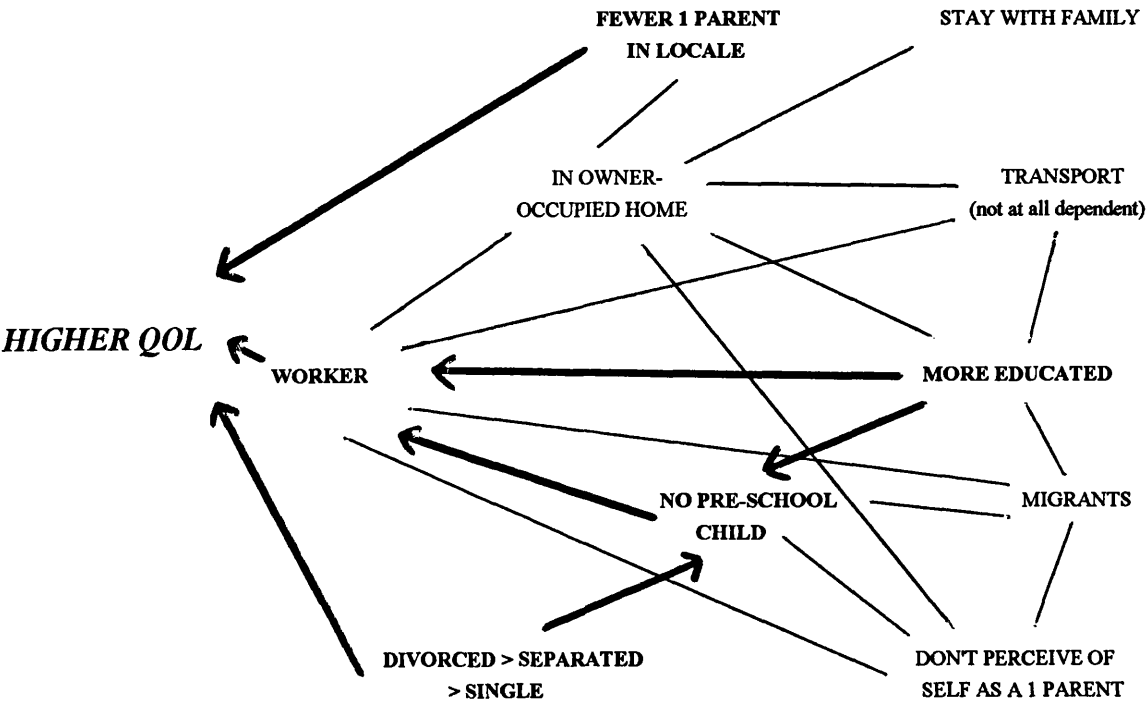 FEWER 1 PARENT
IN LOCALE
STAY WITH FAMILY
IN OWNER-
OCCUPIED HOME
TRANSPORT
(not at all dependent)
HIGHER QOL
WORKER
MORE EDUCATED
NO PRE-SCHOOL
CHILD
MIGRANTS
DIVORCED > SEPARATED
> SINGLE
DON'T PERCEIVE OF
SELF AS A 1 PARENT